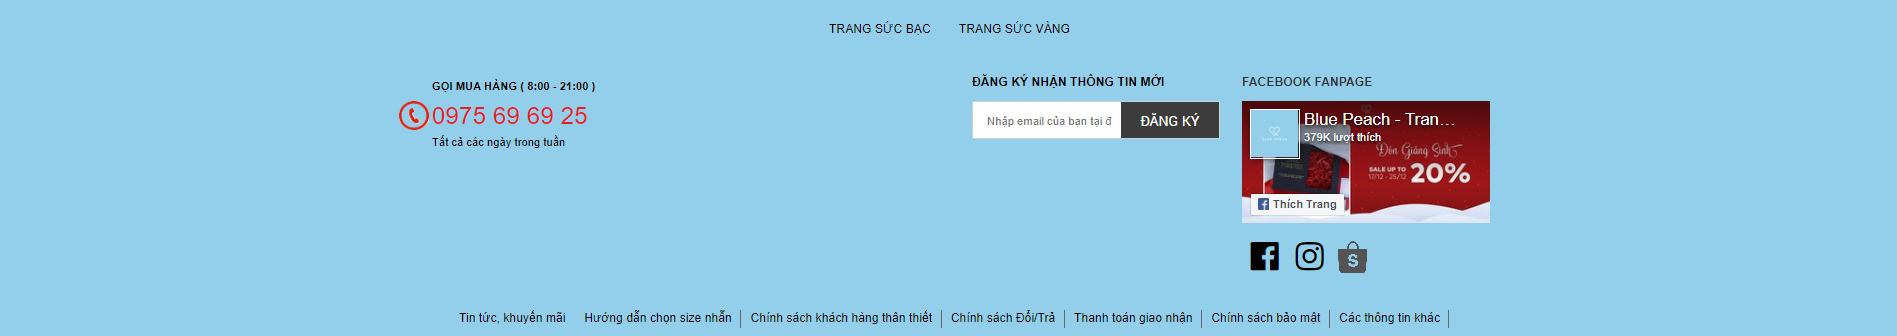 TRANG SỨC BẠC TRANG SỨC VÀNG
GỌI MUA HÀNG ( 8:00 - 21:00 )
0975 69 69 25
Tất cả các ngày trong tuần
ĐĂNG KÝ NHẬN THÔNG TIN MỚI
Nhập email của bạn tại đ ĐĂNG KÝ
FACEBOOK FANPAGE
Blue Peach - Tran...
379K lượt thích
Đón Giáng Sinh
SALE UP TO 20%
17/12 - 25/12
Thích Trang
Tin tức, khuyến mãi Hướng dẫn chọn size nhẫn Chính sách khách hàng thân thiết Chính sách Đổi/Trả Thanh toán giao nhận Chính sách bảo mật Các thông tin khác